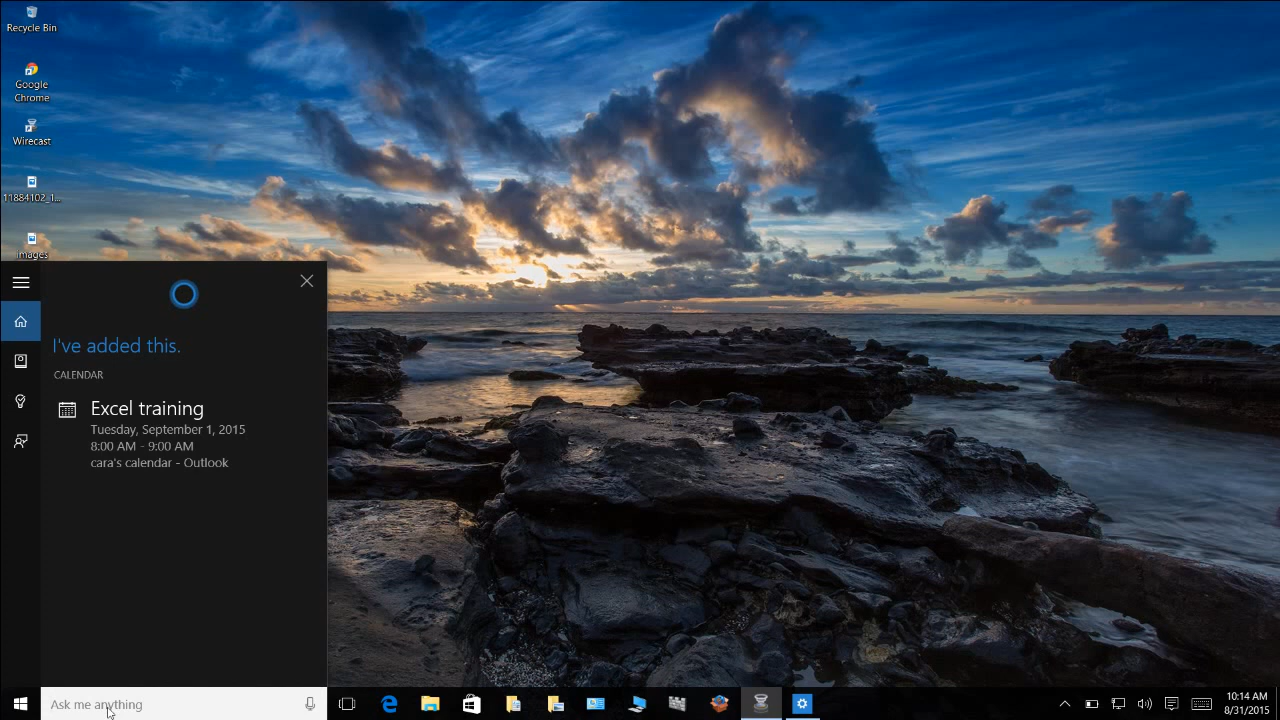 Recycle Bin
Google
Chrome
Wirecast
11884102_1...
images
I've added this.
CALENDAR
Excel training
Tuesday, September 1, 2015
8:00 AM - 9:00 AM
cara's calendar - Outlook
Ask me anything
10:14 AM
8/31/2015